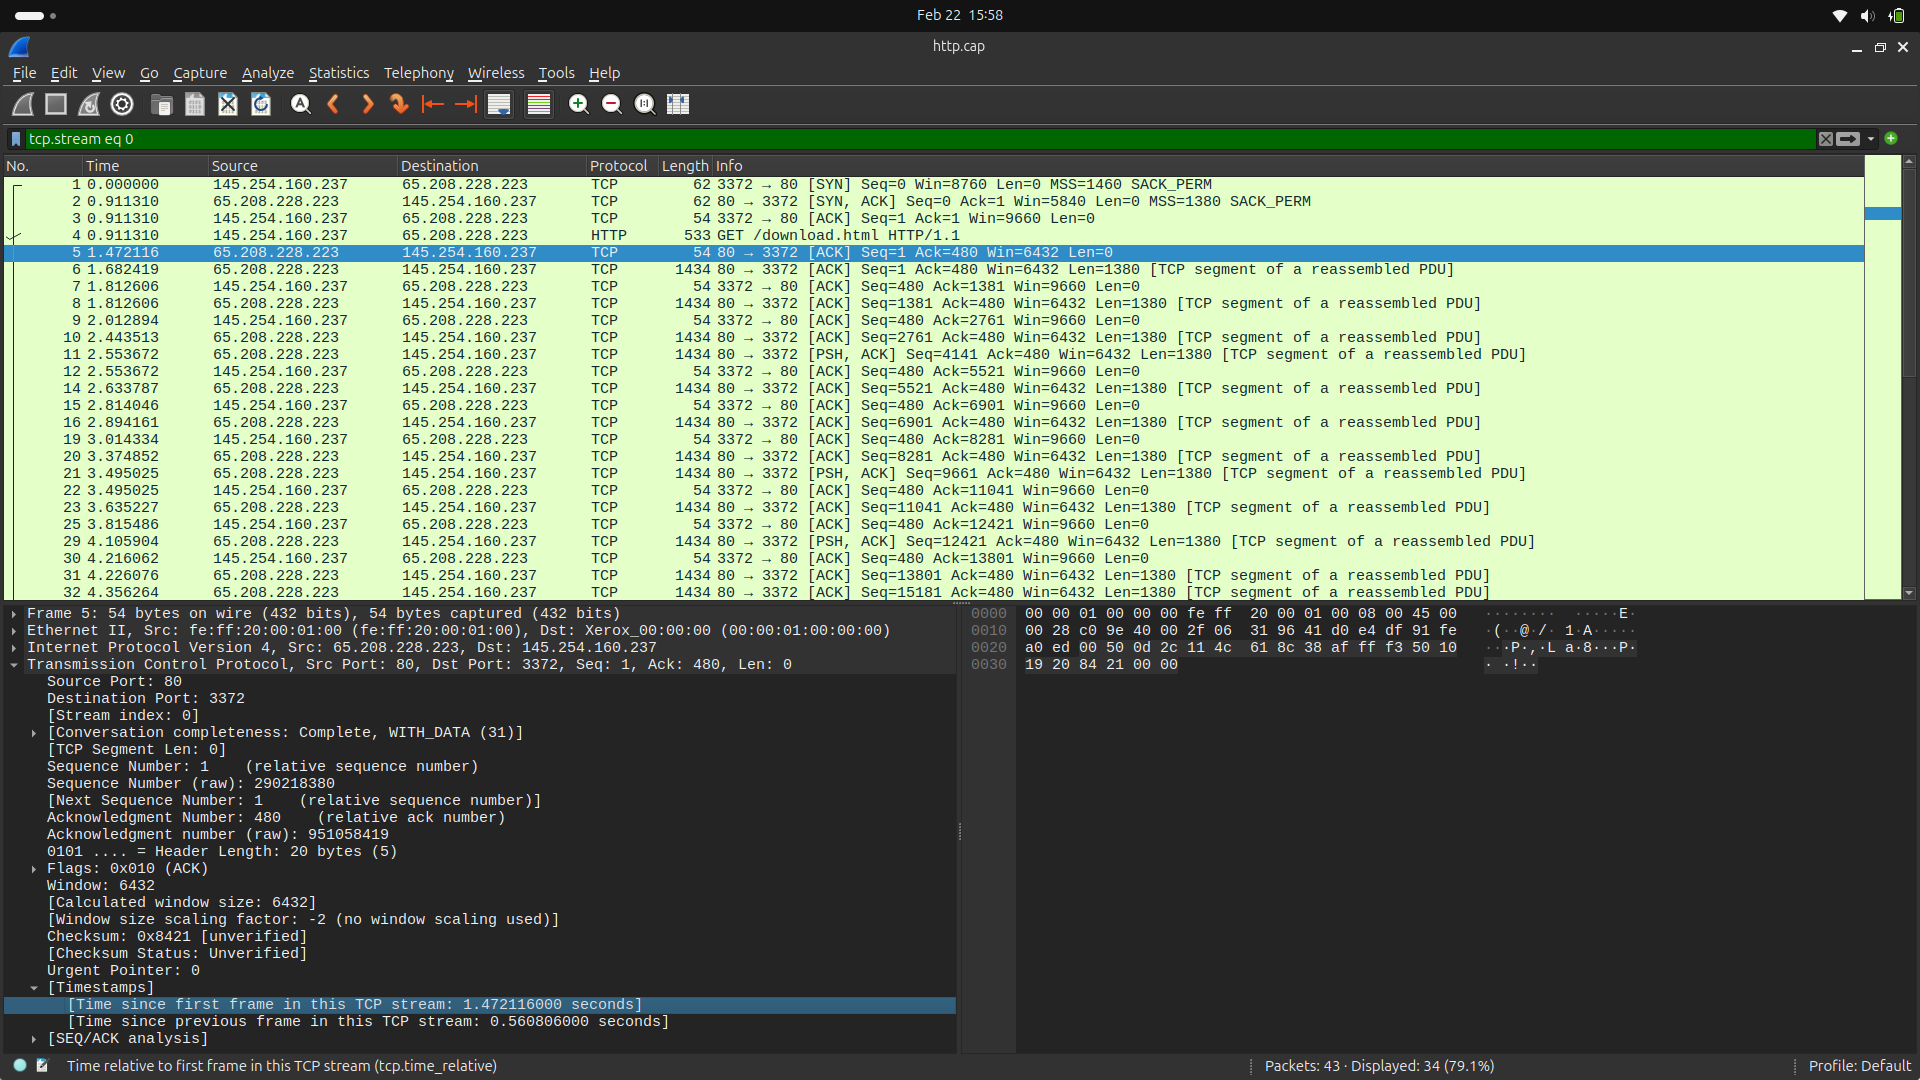 Feb 22  15:58
http.cap
File Edit View Go Capture Analyze Statistics Telephony Wireless Tools Help
tcp.stream eq 0
No. Time Source Destination Protocol Length Info
1 0.000000 145.254.160.237 65.208.228.223 TCP 62 3372 → 80 [SYN] Seq=0 Win=8760 Len=0 MSS=1460 SACK_PERM
2 0.911310 65.208.228.223 145.254.160.237 TCP 62 80 → 3372 [SYN, ACK] Seq=0 Ack=1 Win=5840 Len=0 MSS=1380 SACK_PERM
3 0.911310 145.254.160.237 65.208.228.223 TCP 54 3372 → 80 [ACK] Seq=1 Ack=1 Win=9660 Len=0
4 0.911310 145.254.160.237 65.208.228.223 HTTP 533 GET /download.html HTTP/1.1
5 1.472116 65.208.228.223 145.254.160.237 TCP 54 80 → 3372 [ACK] Seq=1 Ack=480 Win=6432 Len=0
6 1.682419 65.208.228.223 145.254.160.237 TCP 1434 80 → 3372 [ACK] Seq=1 Ack=480 Win=6432 Len=1380 [TCP segment of a reassembled PDU]
7 1.812606 145.254.160.237 65.208.228.223 TCP 54 3372 → 80 [ACK] Seq=480 Ack=1381 Win=9660 Len=0
8 1.812606 65.208.228.223 145.254.160.237 TCP 1434 80 → 3372 [ACK] Seq=1381 Ack=480 Win=6432 Len=1380 [TCP segment of a reassembled PDU]
9 2.012894 145.254.160.237 65.208.228.223 TCP 54 3372 → 80 [ACK] Seq=480 Ack=2761 Win=9660 Len=0
10 2.443513 65.208.228.223 145.254.160.237 TCP 1434 80 → 3372 [ACK] Seq=2761 Ack=480 Win=6432 Len=1380 [TCP segment of a reassembled PDU]
11 2.553672 65.208.228.223 145.254.160.237 TCP 1434 80 → 3372 [PSH, ACK] Seq=4141 Ack=480 Win=6432 Len=1380 [TCP segment of a reassembled PDU]
12 2.553672 145.254.160.237 65.208.228.223 TCP 54 3372 → 80 [ACK] Seq=480 Ack=5521 Win=9660 Len=0
14 2.633787 65.208.228.223 145.254.160.237 TCP 1434 80 → 3372 [ACK] Seq=5521 Ack=480 Win=6432 Len=1380 [TCP segment of a reassembled PDU]
15 2.814046 145.254.160.237 65.208.228.223 TCP 54 3372 → 80 [ACK] Seq=480 Ack=6901 Win=9660 Len=0
16 2.894161 65.208.228.223 145.254.160.237 TCP 1434 80 → 3372 [ACK] Seq=6901 Ack=480 Win=6432 Len=1380 [TCP segment of a reassembled PDU]
19 3.014334 145.254.160.237 65.208.228.223 TCP 54 3372 → 80 [ACK] Seq=480 Ack=8281 Win=9660 Len=0
20 3.374852 65.208.228.223 145.254.160.237 TCP 1434 80 → 3372 [ACK] Seq=8281 Ack=480 Win=6432 Len=1380 [TCP segment of a reassembled PDU]
21 3.495025 65.208.228.223 145.254.160.237 TCP 1434 80 → 3372 [PSH, ACK] Seq=9661 Ack=480 Win=6432 Len=1380 [TCP segment of a reassembled PDU]
22 3.495025 145.254.160.237 65.208.228.223 TCP 54 3372 → 80 [ACK] Seq=480 Ack=11041 Win=9660 Len=0
23 3.635227 65.208.228.223 145.254.160.237 TCP 1434 80 → 3372 [ACK] Seq=11041 Ack=480 Win=6432 Len=1380 [TCP segment of a reassembled PDU]
25 3.815486 145.254.160.237 65.208.228.223 TCP 54 3372 → 80 [ACK] Seq=480 Ack=12421 Win=9660 Len=0
29 4.105904 65.208.228.223 145.254.160.237 TCP 1434 80 → 3372 [PSH, ACK] Seq=12421 Ack=480 Win=6432 Len=1380 [TCP segment of a reassembled PDU]
30 4.216062 145.254.160.237 65.208.228.223 TCP 54 3372 → 80 [ACK] Seq=480 Ack=13801 Win=9660 Len=0
31 4.226076 65.208.228.223 145.254.160.237 TCP 1434 80 → 3372 [ACK] Seq=13801 Ack=480 Win=6432 Len=1380 [TCP segment of a reassembled PDU]
32 4.356264 65.208.228.223 145.254.160.237 TCP 1434 80 → 3372 [ACK] Seq=15181 Ack=480 Win=6432 Len=1380 [TCP segment of a reassembled PDU]
Frame 5: 54 bytes on wire (432 bits), 54 bytes captured (432 bits)
Ethernet II, Src: fe:ff:20:00:01:00 (fe:ff:20:00:01:00), Dst: Xerox_00:00:00 (00:00:01:00:00:00)
Internet Protocol Version 4, Src: 65.208.228.223, Dst: 145.254.160.237
Transmission Control Protocol, Src Port: 80, Dst Port: 3372, Seq: 1, Ack: 480, Len: 0
Source Port: 80
Destination Port: 3372
[Stream index: 0]
[Conversation completeness: Complete, WITH_DATA (31)]
[TCP Segment Len: 0]
Sequence Number: 1    (relative sequence number)
Sequence Number (raw): 290218380
[Next Sequence Number: 1    (relative sequence number)]
Acknowledgment Number: 480    (relative ack number)
Acknowledgment number (raw): 951058419
0101 .... = Header Length: 20 bytes (5)
Flags: 0x010 (ACK)
Window: 6432
[Calculated window size: 6432]
[Window size scaling factor: -2 (no window scaling used)]
Checksum: 0x8421 [unverified]
[Checksum Status: Unverified]
Urgent Pointer: 0
[Timestamps]
[Time since first frame in this TCP stream: 1.472116000 seconds]
[Time since previous frame in this TCP stream: 0.560806000 seconds]
[SEQ/ACK analysis]
0000 00 00 01 00 00 00 fe ff  20 00 01 00 08 00 45 00 ········ ·····E·
0010 00 28 c0 9e 40 00 2f 06  31 96 41 d0 e4 df 91 fe ·(··@·/· 1·A·····
0020 a0 ed 00 50 0d 2c 11 4c  61 8c 38 af ff f3 50 10 ···P·,·L a·8···P·
0030 19 20 84 21 00 00 · ·!··
Time relative to first frame in this TCP stream (tcp.time_relative)
Packets: 43 · Displayed: 34 (79.1%)
Profile: Default